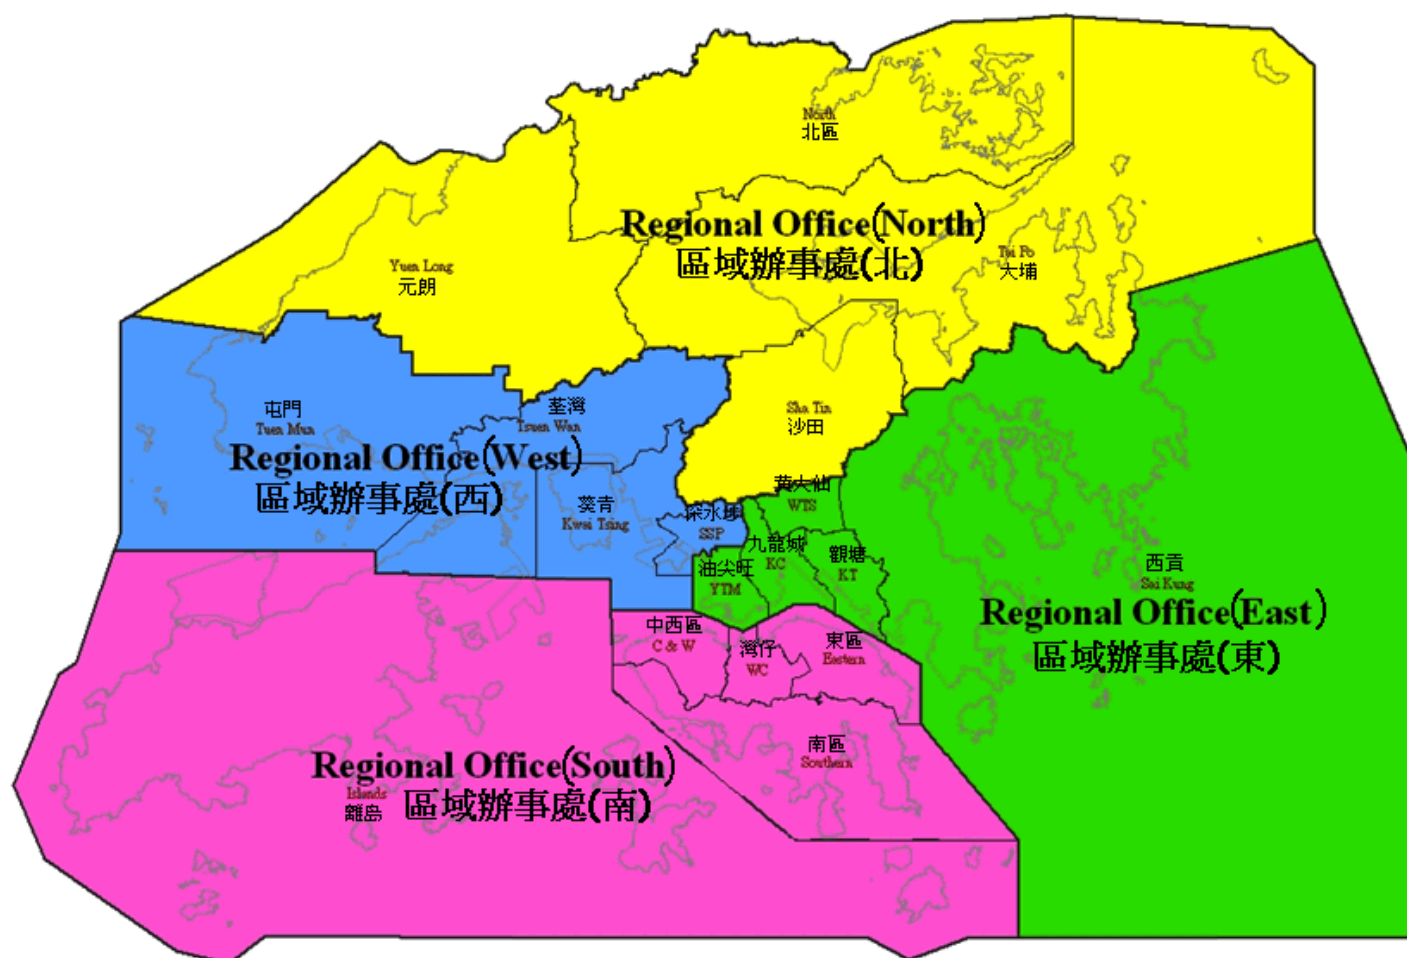 North
北區
Regional Office(North)
區域辦事處(北)
Yuen Long
元朗
Tai Po
大埔
Sha Tin
沙田
屯門
Tuen Mun
荃灣
Tsuen Wan
Regional Office(West)
區域辦事處(西)
葵青
Kwai Tsing
深水埗
SSP
黃大仙
WTS
九龍城
KC
觀塘
KT
油尖旺
YTM
西貢
Sai Kung
Regional Office(East)
區域辦事處(東)
中西區
C & W
灣仔
WC
東區
Eastern
南區
Southern
Regional Office(South)
Islands
離島
區域辦事處(南)